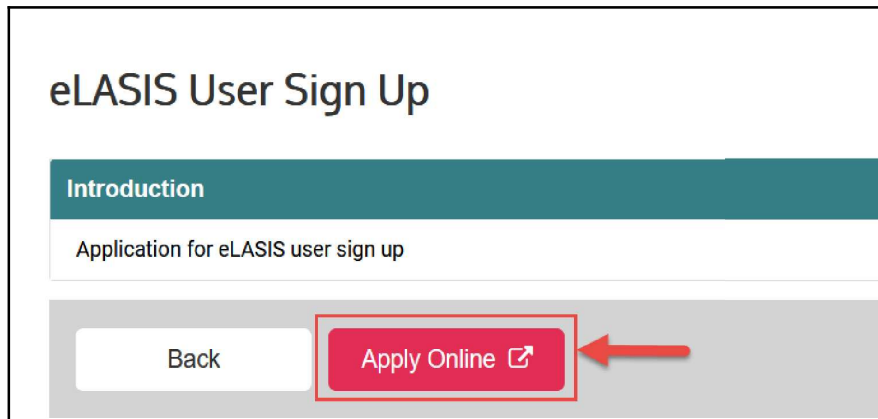 eLASIS User Sign Up
Introduction
Application for eLASIS user sign up
Back
Apply Online